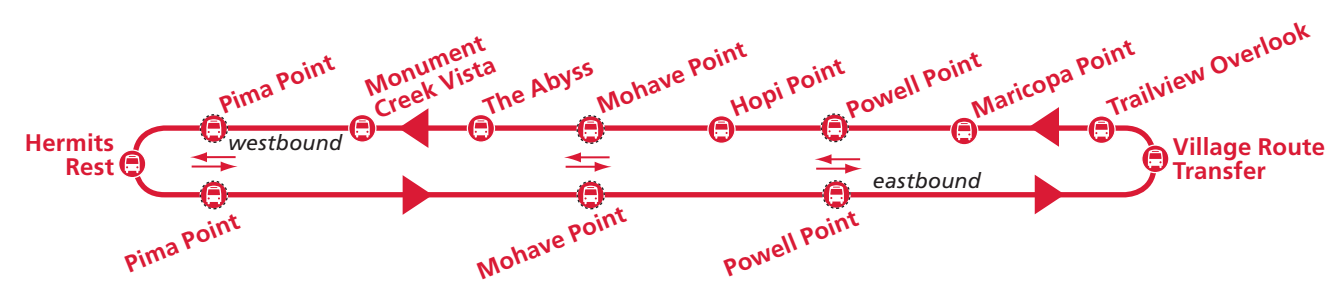 Hermits
Rest
Pima Point
westbound
Monument
Creek Vista
The Abyss
Mohave Point
Hopi Point
Powell Point
Maricopa Point
Trailview Overlook
Village Route
Transfer
Pima Point
Mohave Point
Powell Point
eastbound